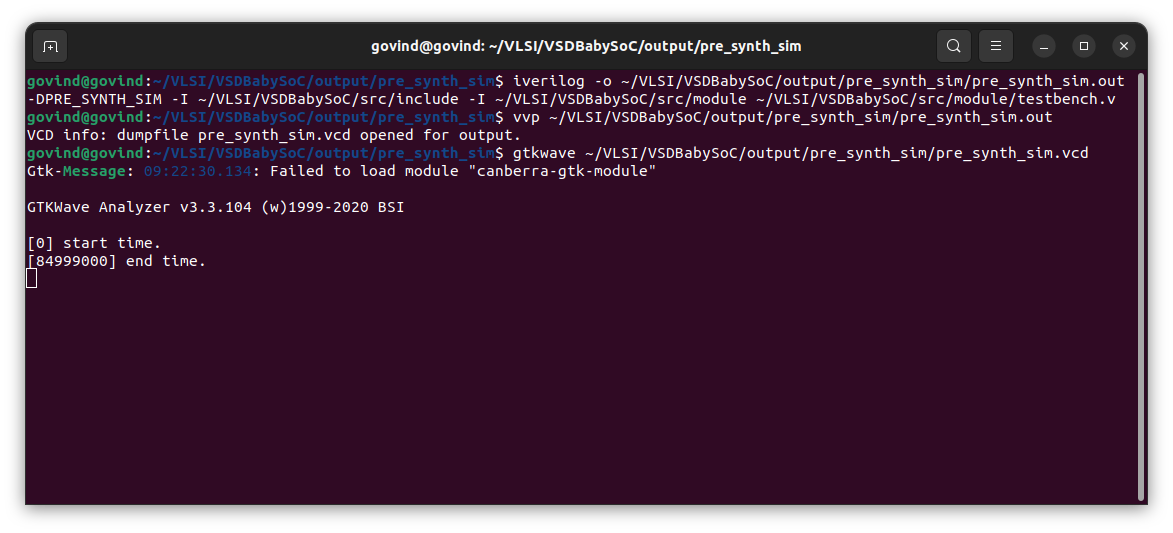 govind@govind: ~/VLSI/VSDBabySoC/output/pre_synth_sim
govind@govind:~/VLSI/VSDBabySoC/output/pre_synth_sim$ iverilog -o ~/VLSI/VSDBabySoC/output/pre_synth_sim/pre_synth_sim.out
-DPRE_SYNTH_SIM -I ~/VLSI/VSDBabySoC/src/include -I ~/VLSI/VSDBabySoC/src/module ~/VLSI/VSDBabySoC/src/module/testbench.v
govind@govind:~/VLSI/VSDBabySoC/output/pre_synth_sim$ vvp ~/VLSI/VSDBabySoC/output/pre_synth_sim/pre_synth_sim.out
VCD info: dumpfile pre_synth_sim.vcd opened for output.
govind@govind:~/VLSI/VSDBabySoC/output/pre_synth_sim$ gtkwave ~/VLSI/VSDBabySoC/output/pre_synth_sim/pre_synth_sim.vcd
Gtk-Message: 09:22:30.134: Failed to load module "canberra-gtk-module"
GTKWave Analyzer v3.3.104 (w)1999-2020 BSI
[0] start time.
[84999000] end time.